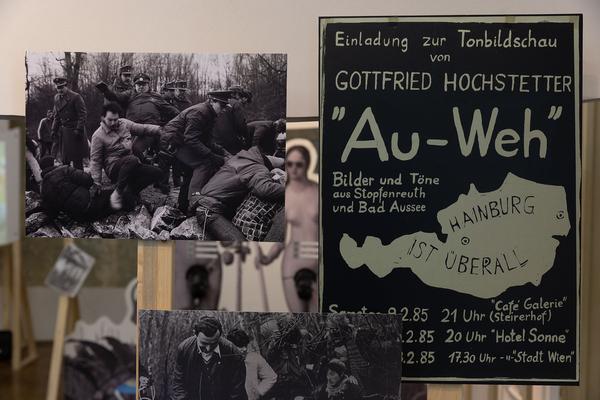 Einladung zur Tonbildschau
von
GOTTFRIED HOCHSTETTER
"Au-Weh"
Bilder und Töne
aus Stopfenreuth
und Bad Aussee
HAINBURG
IST ÜBERALL
9.2.85 21 Uhr "Café Galerie" (Steirerhof)
.2.85 20 Uhr "Hotel Sonne"
.2.85 17.30 Uhr -"- "Stadt Wien"